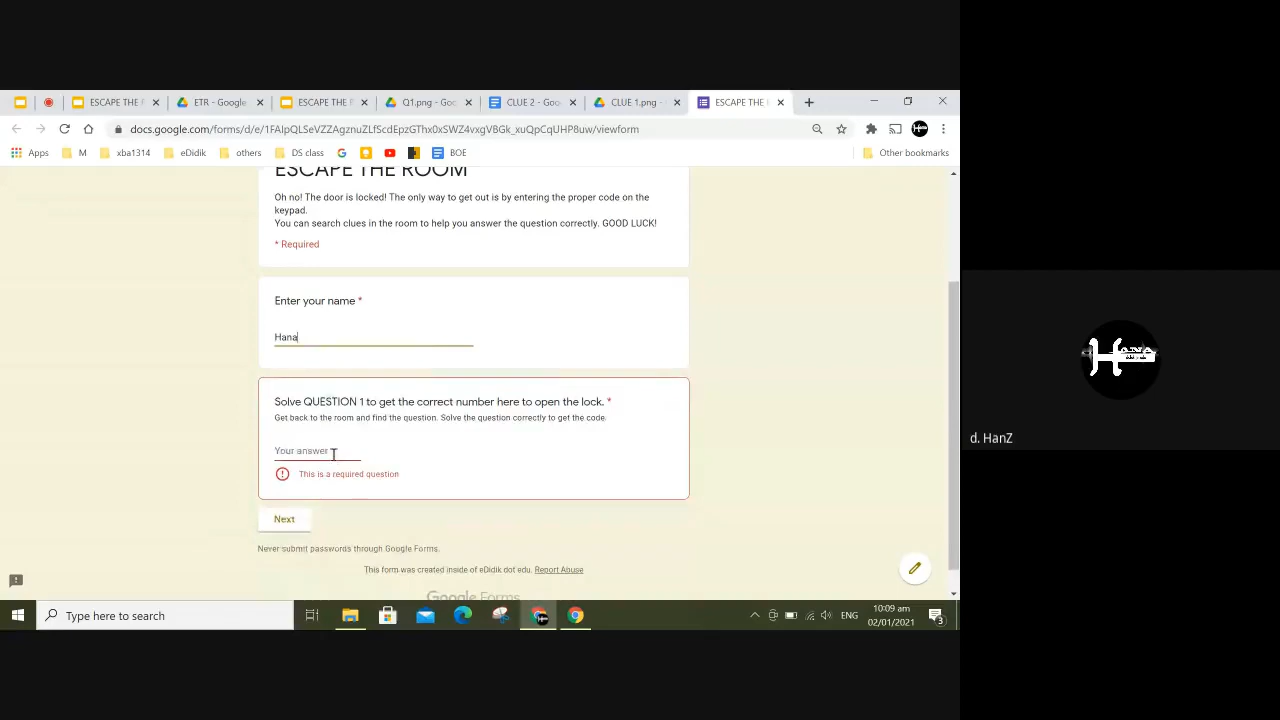 ESCAPE THE F
ETR - Google
ESCAPE THE F
Q1.png - Goo
CLUE 2 - Goog
CLUE 1.png -
ESCAPE THE
docs.google.com/forms/d/e/1FAIpQLSeVZZAgznuZLfScdEpzGThx0xSWZ4vxgVBGk_xuQpCqUHP8uw/viewform
Apps
M
xba1314
eDidik
others
DS class
BOE
Other bookmarks
ESCAPE THE ROOM
Oh no! The door is locked! The only way to get out is by entering the proper code on the
keypad.
You can search clues in the room to help you answer the question correctly. GOOD LUCK!
* Required
Enter your name *
Hana
Solve QUESTION 1 to get the correct number here to open the lock. *
Get back to the room and find the question. Solve the question correctly to get the code.
Your answer
This is a required question
Next
Never submit passwords through Google Forms.
This form was created inside of eDidik dot edu. Report Abuse
Google Forms
Type here to search
ENG
10:09 am
02/01/2021
3
HANA
d. HanZ